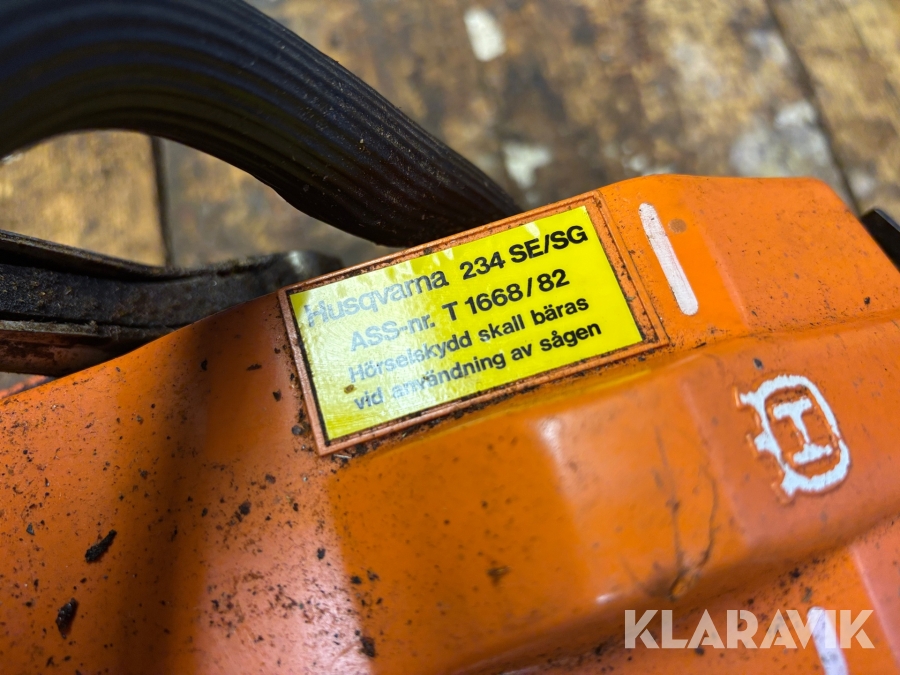 Husqvarna 234 SE/SG
ASS-nr. T 1668/82
Hörselskydd skall bäras
vid användning av sågen
KLARAVIK